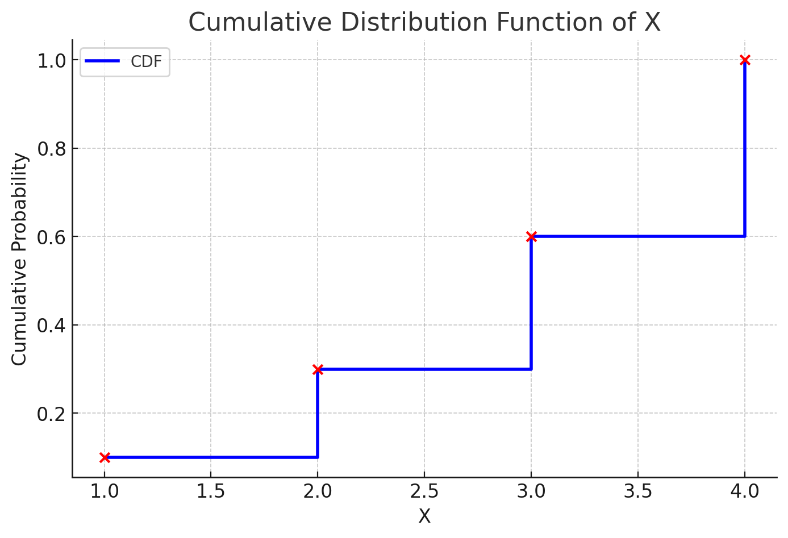 Cumulative Distribution Function of X
CDF
1.0
0.8
0.6
0.4
0.2
Cumulative Probability
1.0 1.5 2.0 2.5 3.0 3.5 4.0
X